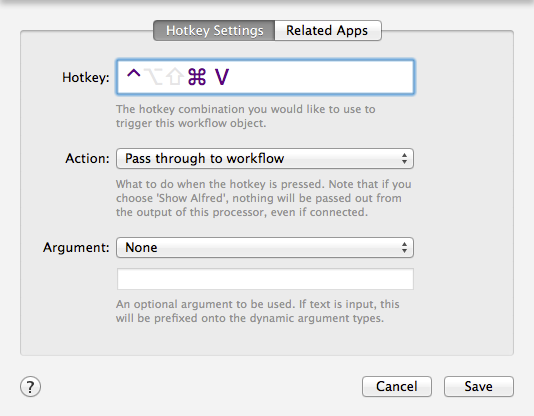 Hotkey Settings Related Apps
Hotkey: ^⌥⇧⌘ V
The hotkey combination you would like to use to
trigger this workflow object.
Action: Pass through to workflow
What to do when the hotkey is pressed. Note that if you
choose 'Show Alfred', nothing will be passed out from
the output of this processor, even if connected.
Argument: None
An optional argument to be used. If text is input, this
will be prefixed onto the dynamic argument types.
? Cancel Save